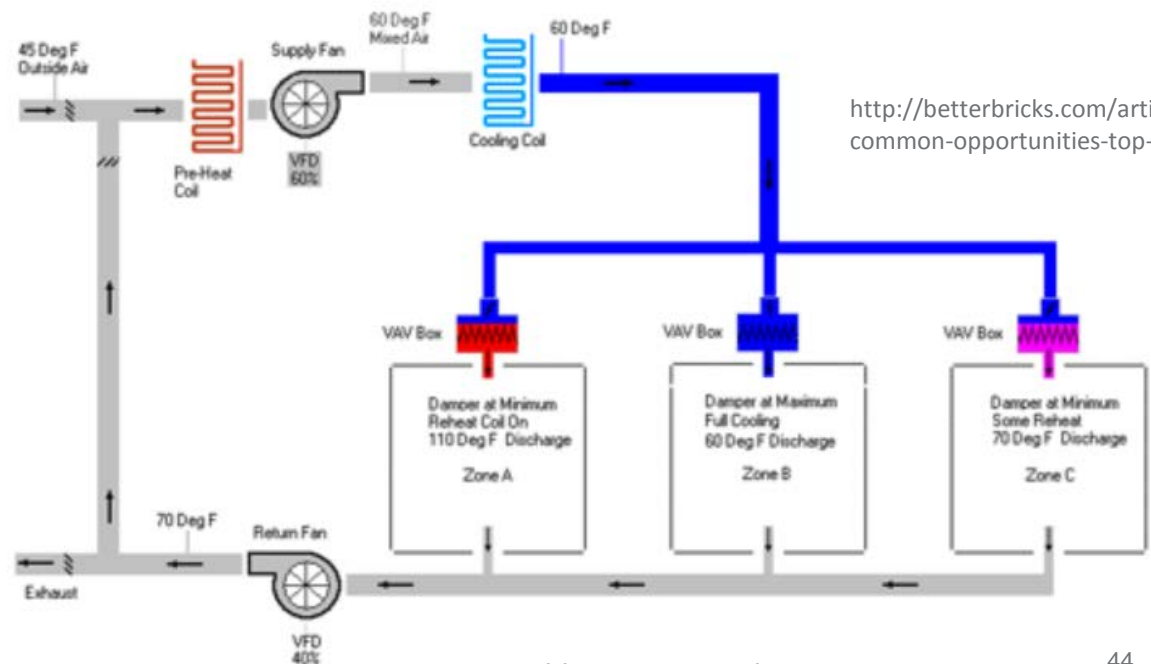 60 Deg F
Mixed Air
60 Deg F
45 Deg F
Outside Air
Supply Fan
Cooling Coil
Pre-Heat
Coil
VFD
60%
http://betterbricks.com/arti
common-opportunities-top-
VAV Box
VAV Box
VAV Box
Damper at Minimum
Reheat Coil On
110 Deg F Discharge
Zone A
Damper at Maximum
Full Cooling
60 Deg F Discharge
Zone B
Damper at Minimum
Some Reheat
70 Deg F Discharge
Zone C
70 Deg F
Return Fan
Exhaust
VFD
40%
44